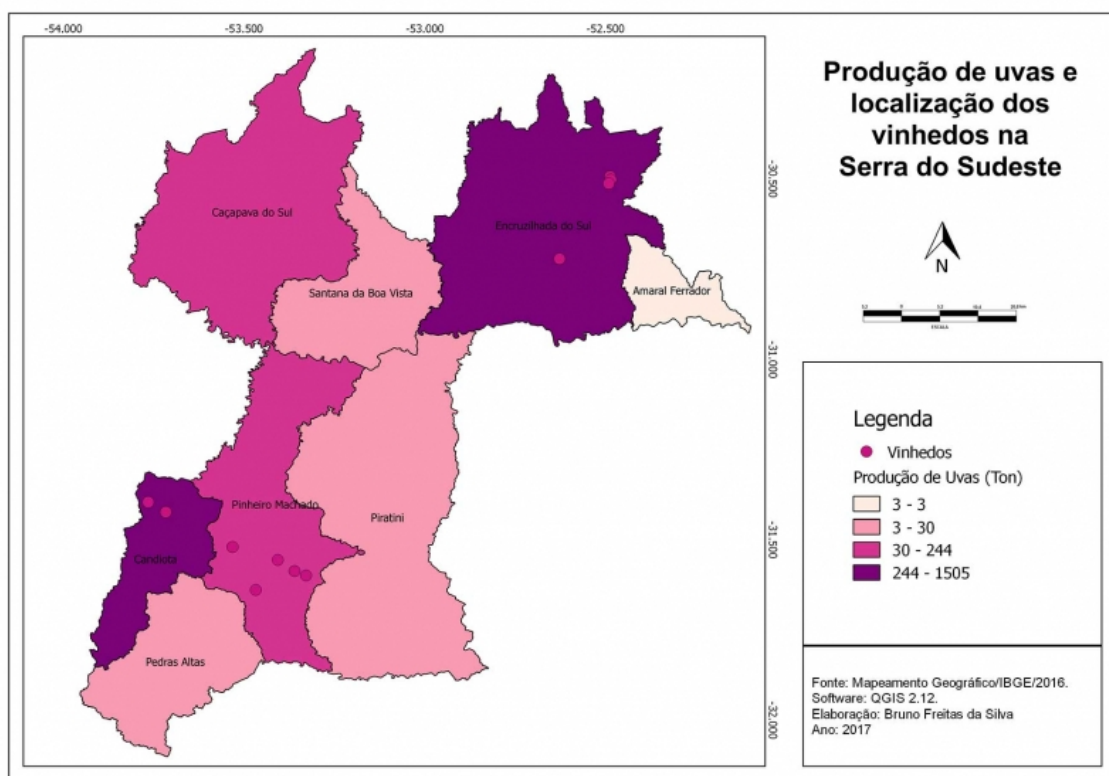 -54.000 -53.500 -53.000 -52.500
Produção de uvas e
localização dos
vinhedos na
Serra do Sudeste
-30.500
Caçapava do Sul
Encruzilhada do Sul
N
Santana da Boa Vista
Amaral Ferrador
-31.000
Legenda
Vinhedos
Produção de Uvas (Ton)
3 - 3
3 - 30
30 - 244
244 - 1505
Pinheiro Machado
Piratini
-31.500
Candiota
Pedras Altas
-32.000
Fonte: Mapeamento Geográfico/IBGE/2016.
Software: QGIS 2.12.
Elaboração: Bruno Freitas da Silva
Ano: 2017